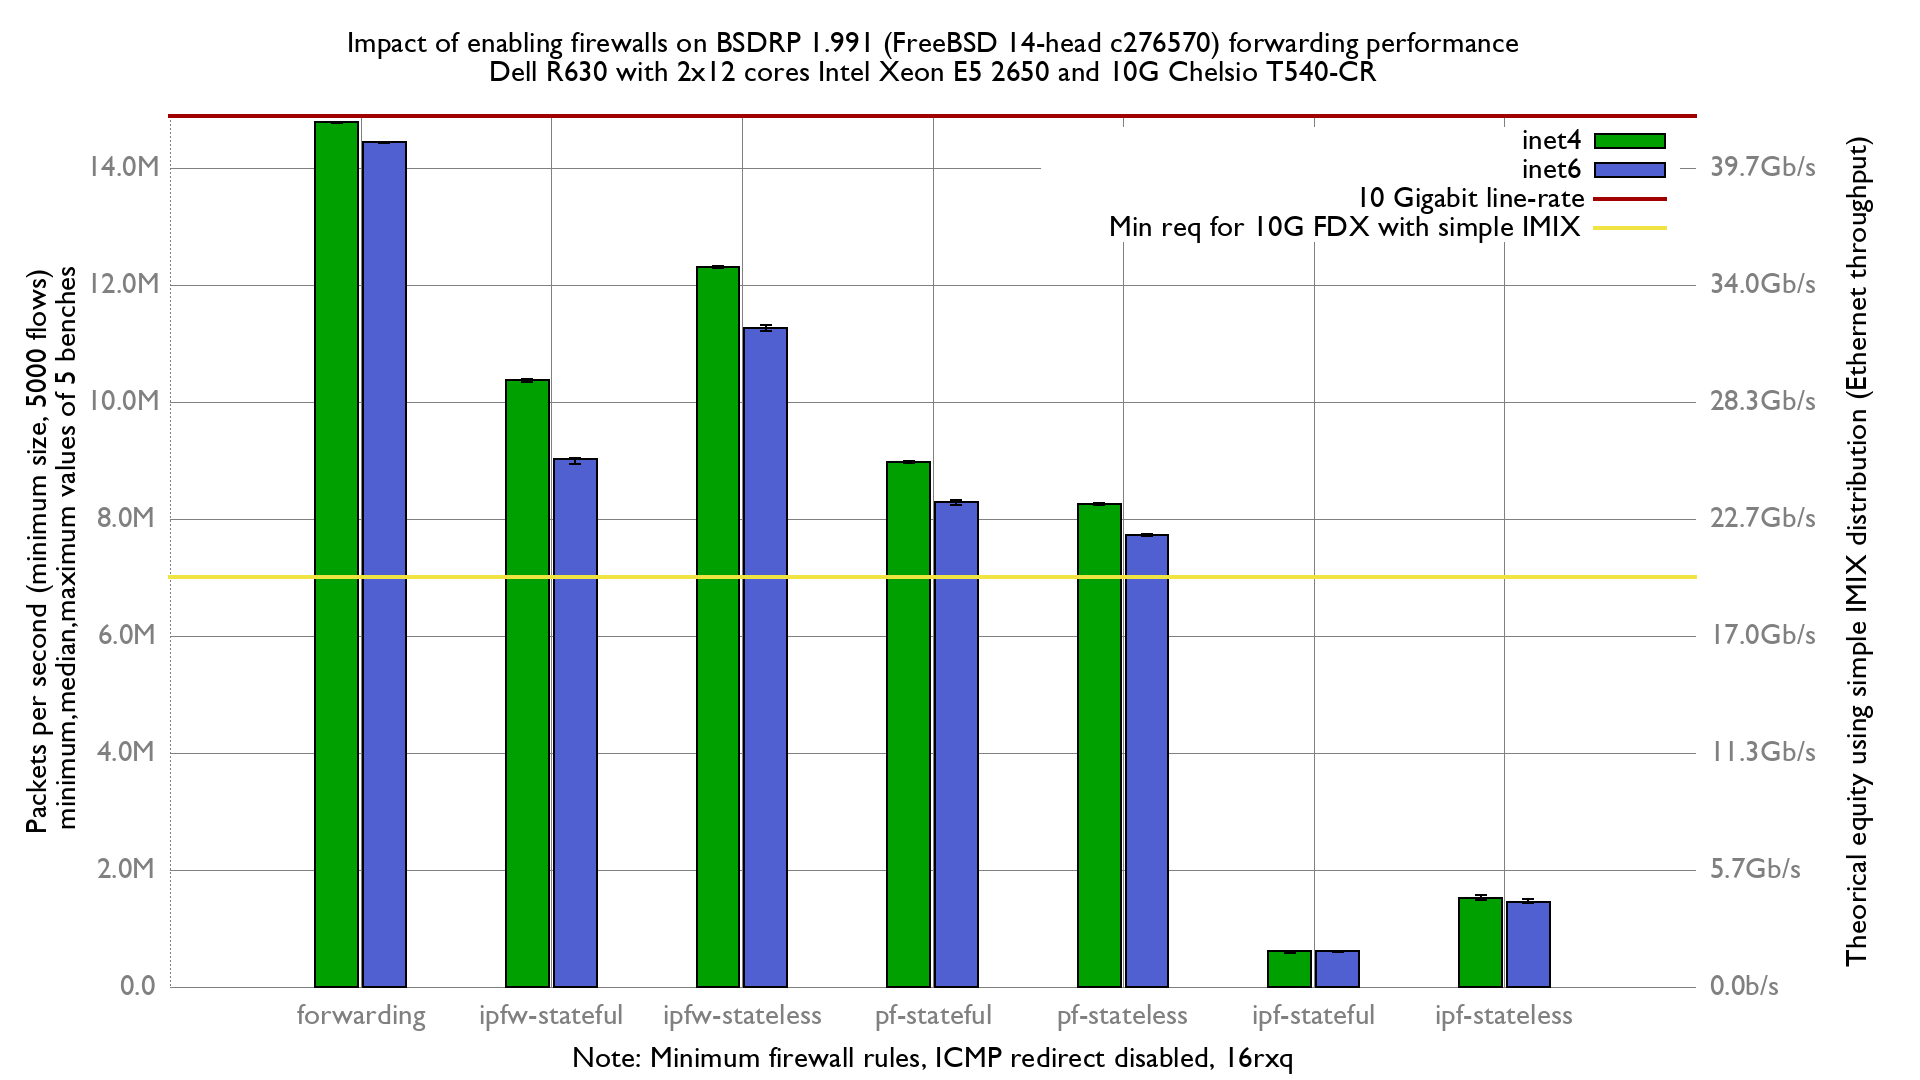 Impact of enabling firewalls on BSDRP 1.991 (FreeBSD 14-head c276570) forwarding performance
Dell R630 with 2x12 cores Intel Xeon E5 2650 and 10G Chelsio T540-CR
inet4
inet6
10 Gigabit line-rate
Min req for 10G FDX with simple IMIX
Packets per second (minimum size, 5000 flows)
minimum,median,maximum values of 5 benches
14.0M
12.0M
10.0M
8.0M
6.0M
4.0M
2.0M
0.0
39.7Gb/s
34.0Gb/s
28.3Gb/s
22.7Gb/s
17.0Gb/s
11.3Gb/s
5.7Gb/s
0.0b/s
Theorical equity using simple IMIX distribution (Ethernet throughput)
forwarding
ipfw-stateful
ipfw-stateless
pf-stateful
pf-stateless
ipf-stateful
ipf-stateless
Note: Minimum firewall rules, ICMP redirect disabled, 16rxq